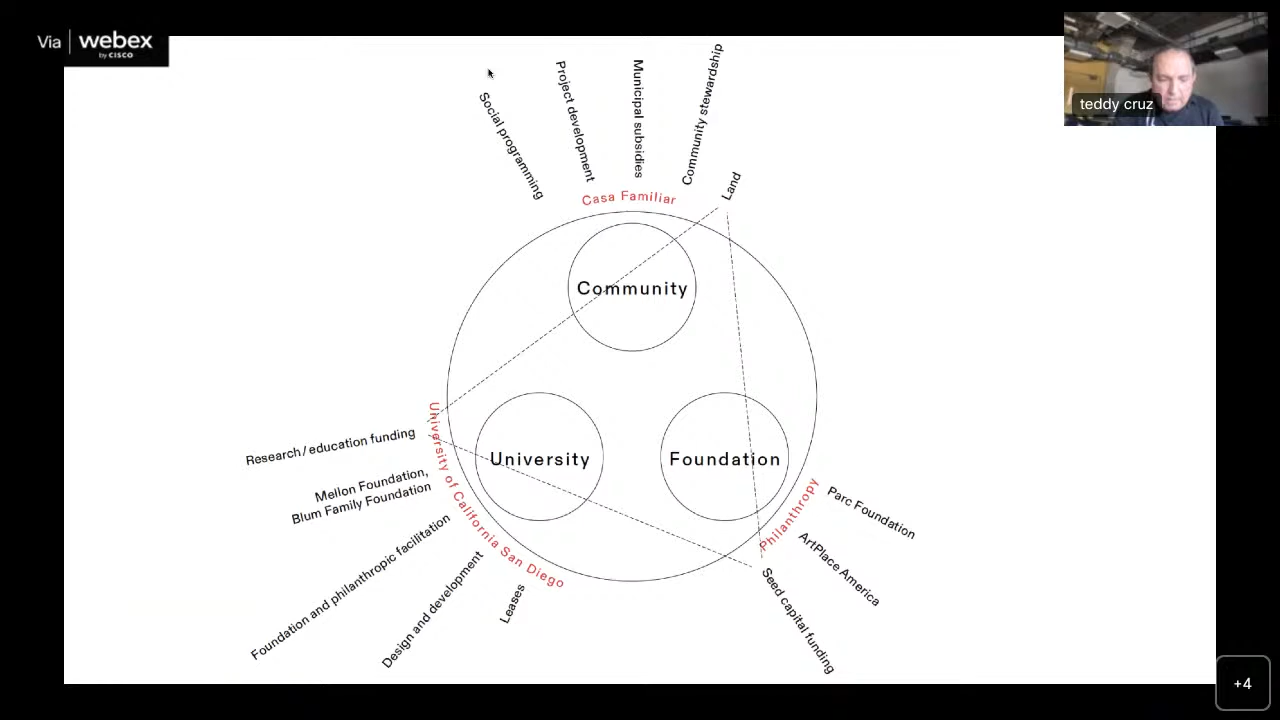 Via webex
by CISCO
teddy cruz
Social programming
Project development
Municipal subsidies
Community stewardship
Land
Casa Familiar
Community
University
Foundation
University of California San Diego
Research / education funding
Mellon Foundation,
Blum Family Foundation
Foundation and philanthropic facilitation
Design and development
Leases
Philanthropy
Parc Foundation
ArtPlace America
Seed capital funding
+4